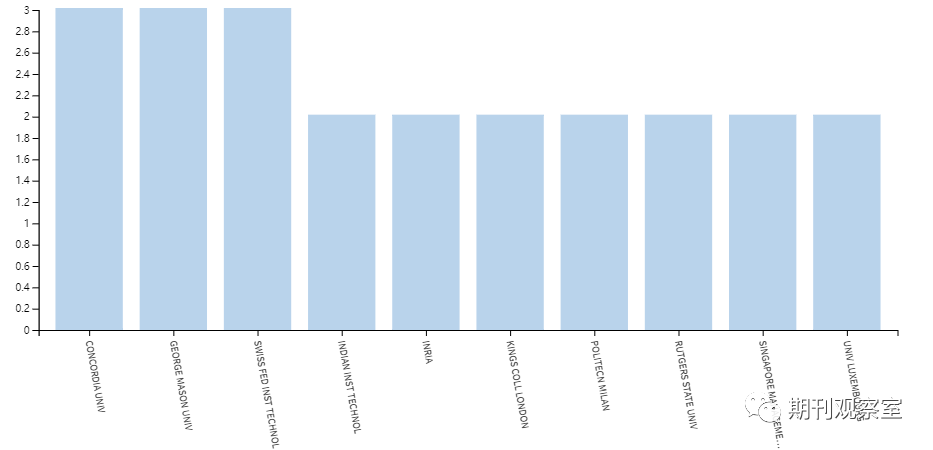 3
2.8
2.6
2.4
2.2
2
1.8
1.6
1.4
1.2
1
0.8
0.6
0.4
0.2
0
CONCORDIA UNIV
GEORGE MASON UNIV
SWISS FED INST TECHNOL
INDIAN INST TECHNOL
INRIA
KINGS COLL LONDON
POLITECN MILAN
RUTGERS STATE UNIV
SINGAPORE
UNIV
期刊观察室